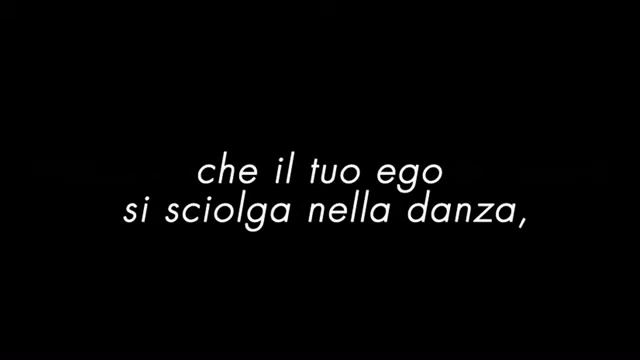 che il tuo ego
si sciolga nella danza,